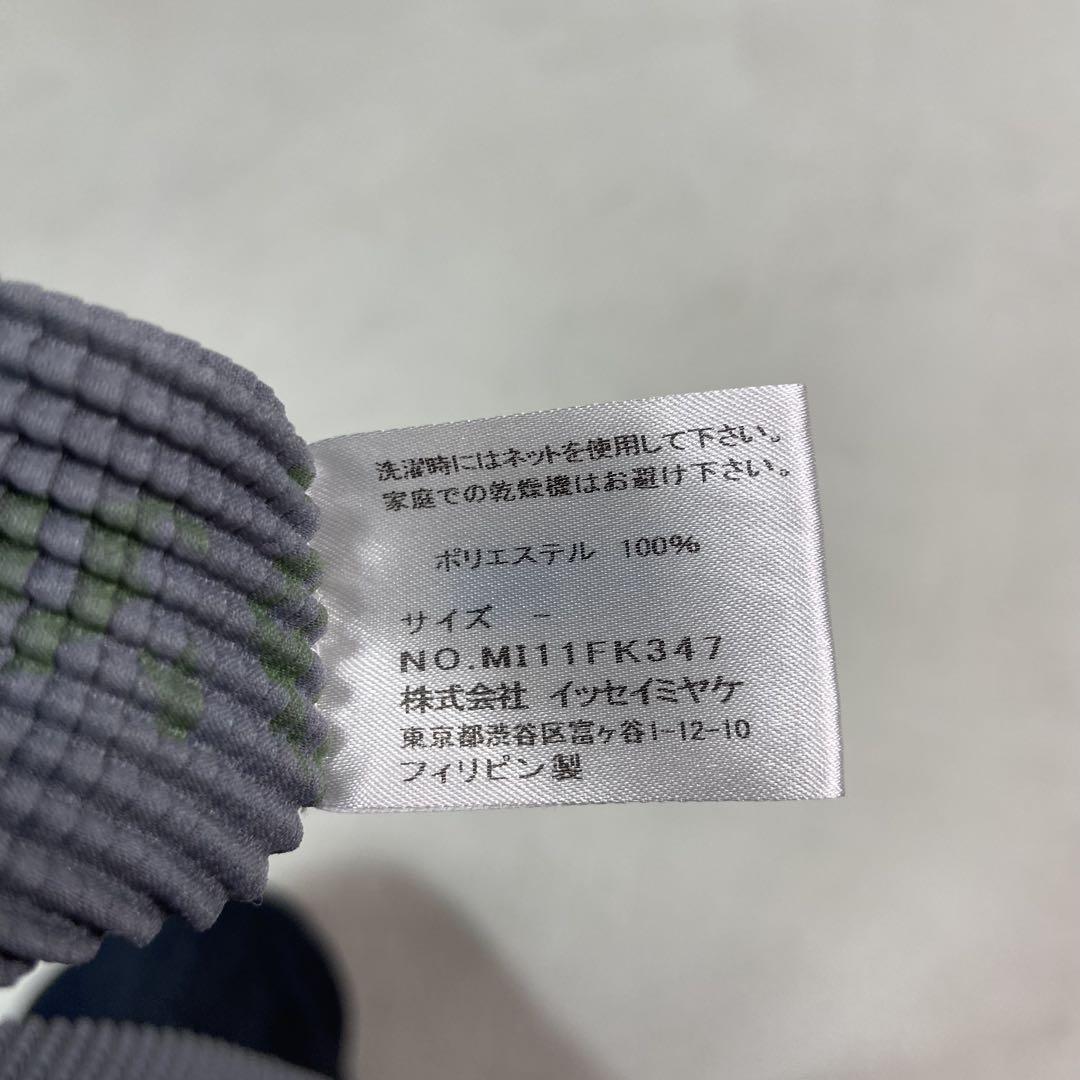 洗濯時にはネットを使用して下さい。
家庭での乾燥機はお避け下さい。
ポリエステル 100%
サイズ -
NO.MI11FK347
株式会社 イッセイミヤケ
東京都渋谷区富ヶ谷1-12-10
フィリピン製